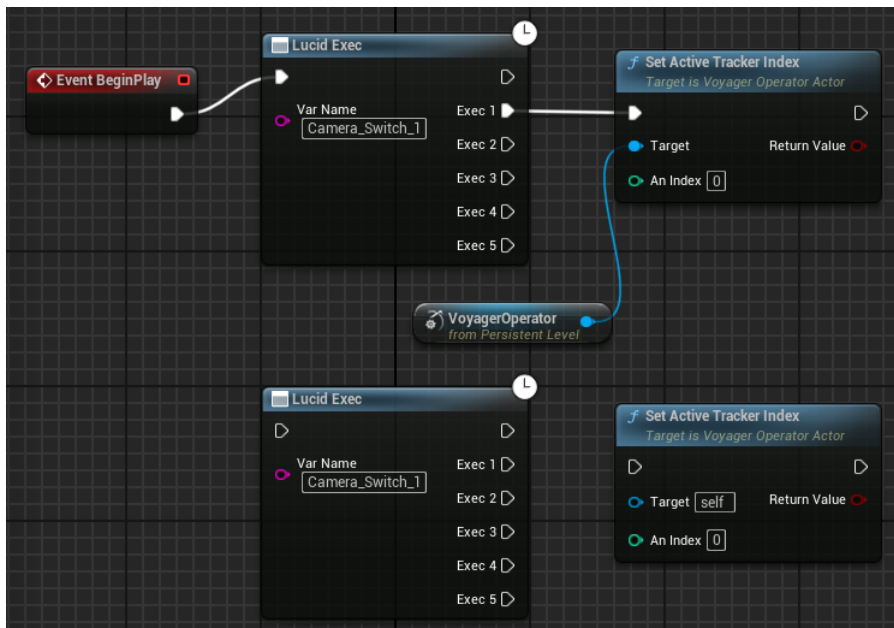 Event BeginPlay
Lucid Exec
Var Name
Camera_Switch_1
Exec 1
Exec 2
Exec 3
Exec 4
Exec 5
f Set Active Tracker Index
Target is Voyager Operator Actor
Target
Return Value
An Index 0
VoyagerOperator
from Persistent Level
Lucid Exec
Var Name
Camera_Switch_1
Exec 1
Exec 2
Exec 3
Exec 4
Exec 5
f Set Active Tracker Index
Target is Voyager Operator Actor
Target self
Return Value
An Index 0